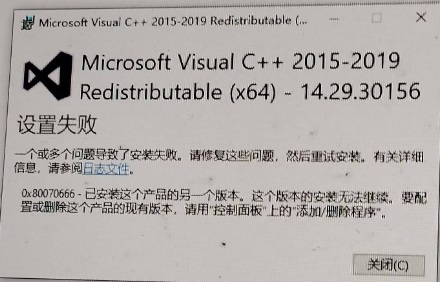 Microsoft Visual C++ 2015-2019 Redistributable (...
Microsoft Visual C++ 2015-2019
Redistributable (x64) - 14.29.30156
设置失败
一个或多个问题导致了安装失败。请修复这些问题，然后重试安装。有关详细
信息，请参阅日志文件。
0x80070666 - 已安装这个产品的另一个版本。这个版本的安装无法继续。要配
置或删除这个产品的现有版本，请用“控制面板”上的“添加/删除程序”。
关闭(C)